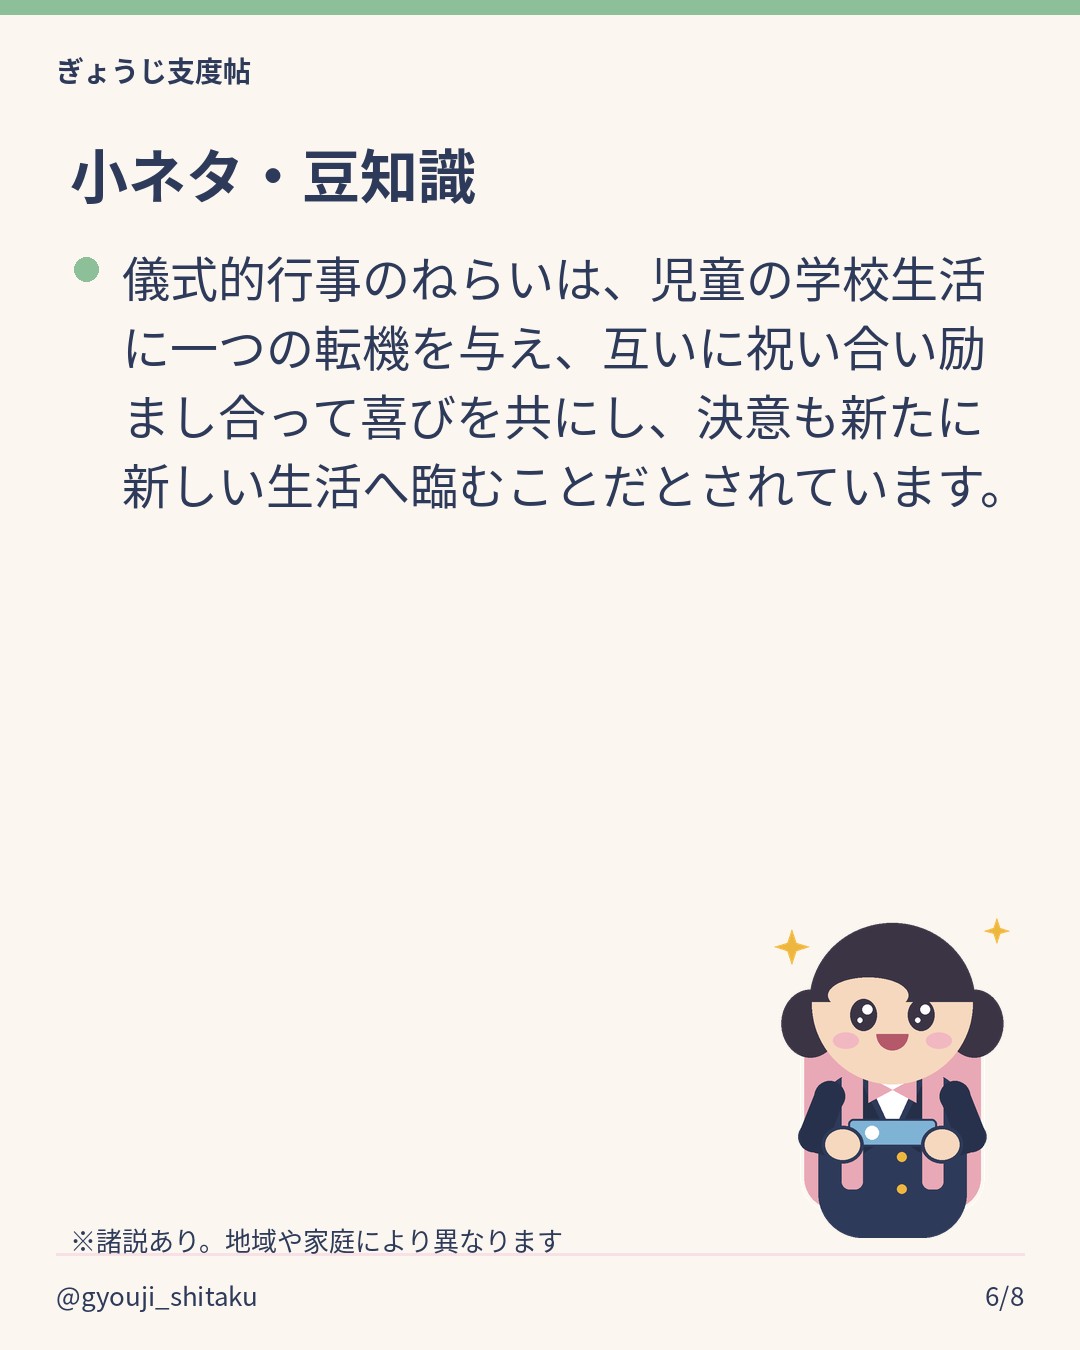 ぎょうじ支度帖
小ネタ・豆知識
儀式的行事のねらいは、児童の学校生活
に一つの転機を与え、互いに祝い合い励
まし合って喜びを共にし、決意も新たに
新しい生活へ臨むことだとされています。
※諸説あり。地域や家庭により異なります
@gyouji_shitaku
6/8